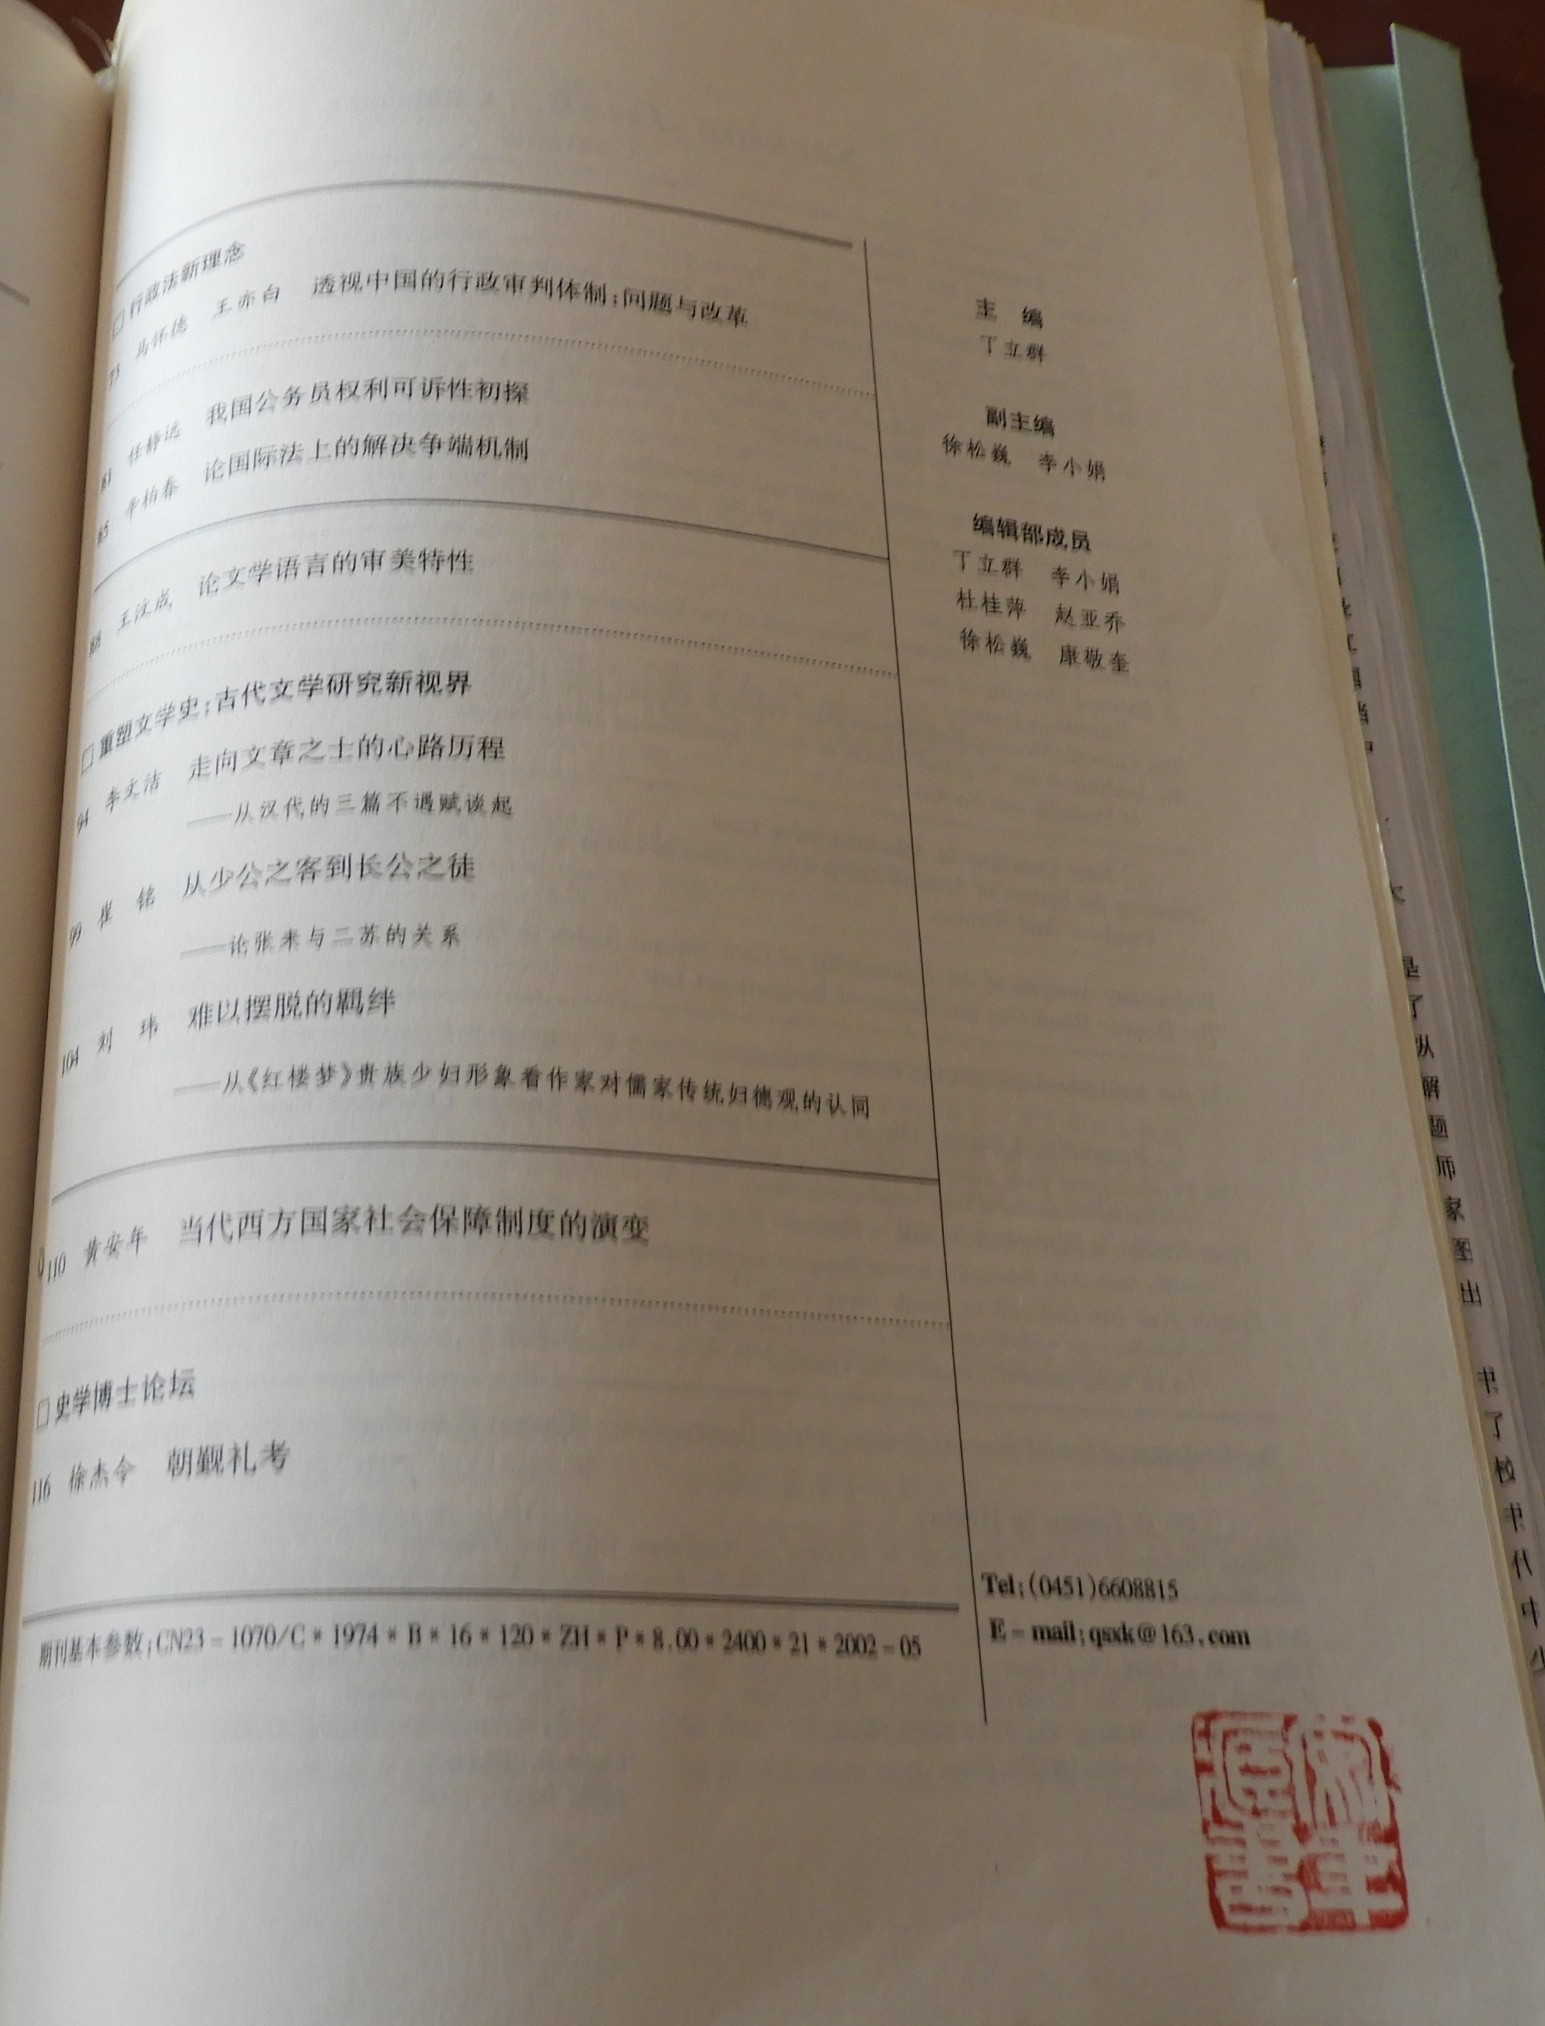 □行政法新理念
73 马怀德 王亦白 透视中国的行政审判体制：问题与改革
81 任静远 我国公务员权利可诉性初探
85 李柏春 论国际法上的解决争端机制
88 王汶成 论文学语言的审美特性
□重塑文学史：古代文学研究新视界
94 李文洁 走向文章之士的心路历程
——从汉代的三篇不遇赋谈起
99 崔 铭 从少公之客到长公之徒
——论张耒与二苏的关系
104 刘 玮 难以摆脱的羁绊
——从《红楼梦》贵族少妇形象看作家对儒家传统妇德观的认同
110 黄安年 当代西方国家社会保障制度的演变
□史学博士论坛
116 徐杰令 朝觐礼考
期刊基本参数：CN23－1070/C＊1974＊B＊16＊120＊ZH＊P＊8.00＊2400＊21＊2002－05
主 编
丁立群
副主编
徐松巍 李小娟
编辑部成员
丁立群 李小娟
杜桂萍 赵亚乔
徐松巍 康敬奎
Tel：(0451)6608815
E－mail：qsxk@163.com